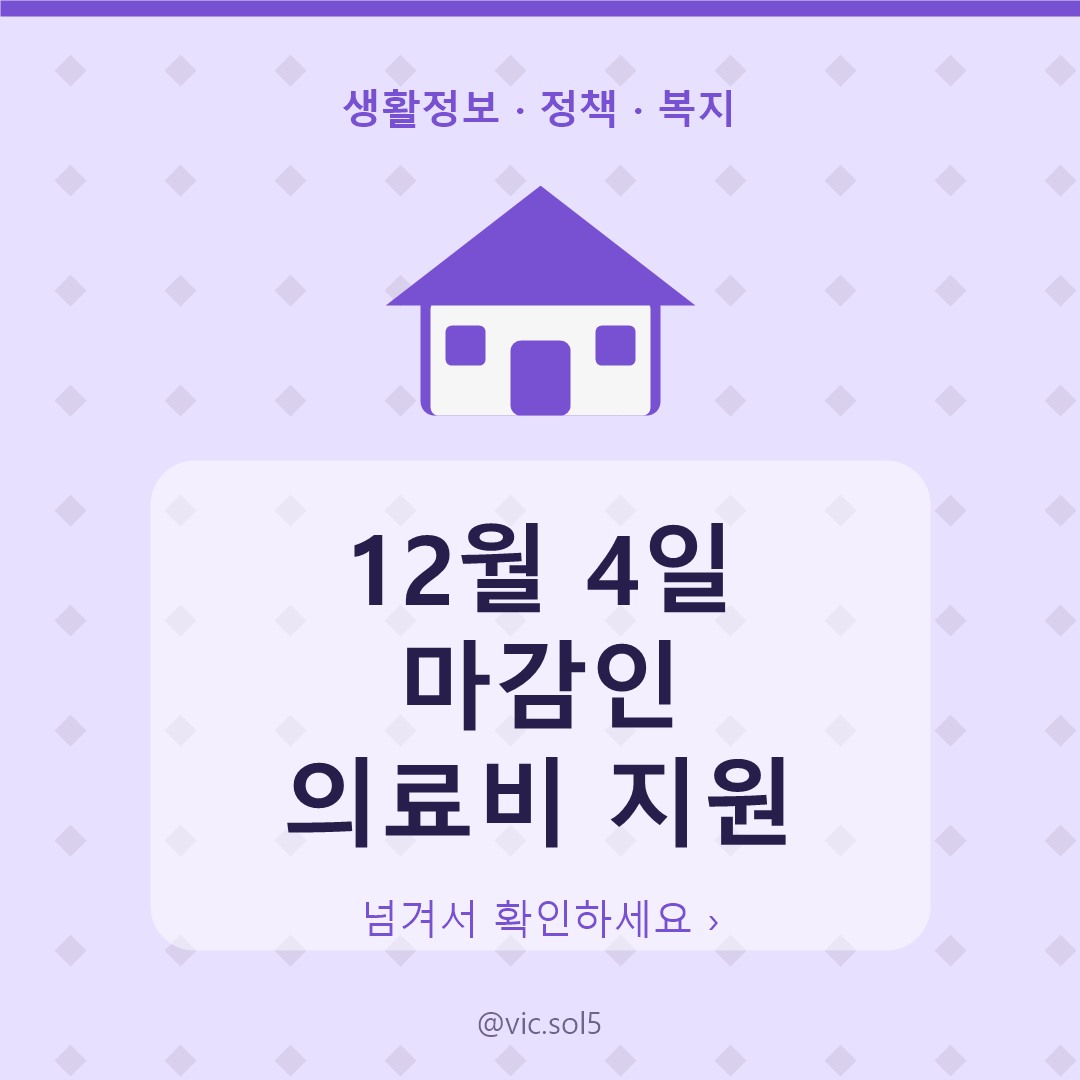 생활정보 · 정책 · 복지
12월 4일
마감인
의료비 지원
넘겨서 확인하세요 ›
@vic.sol5